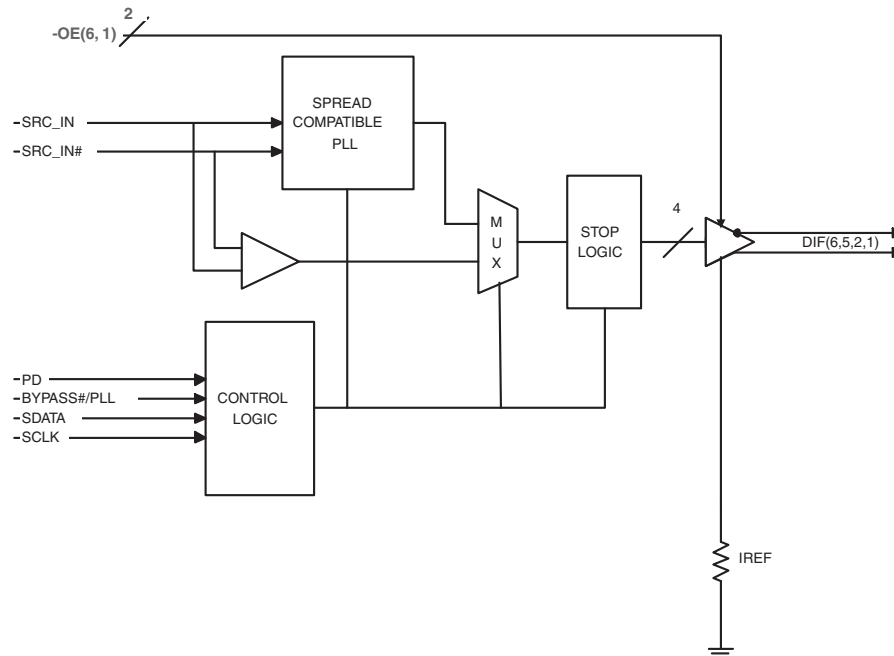 2
-OE(6, 1)
SPREAD
COMPATIBLE
PLL
-SRC_IN
-SRC_IN#
M
U
X
STOP
LOGIC
4
DIF(6,5,2,1)
CONTROL
LOGIC
-PD
-BYPASS#/PLL
-SDATA
-SCLK
IREF